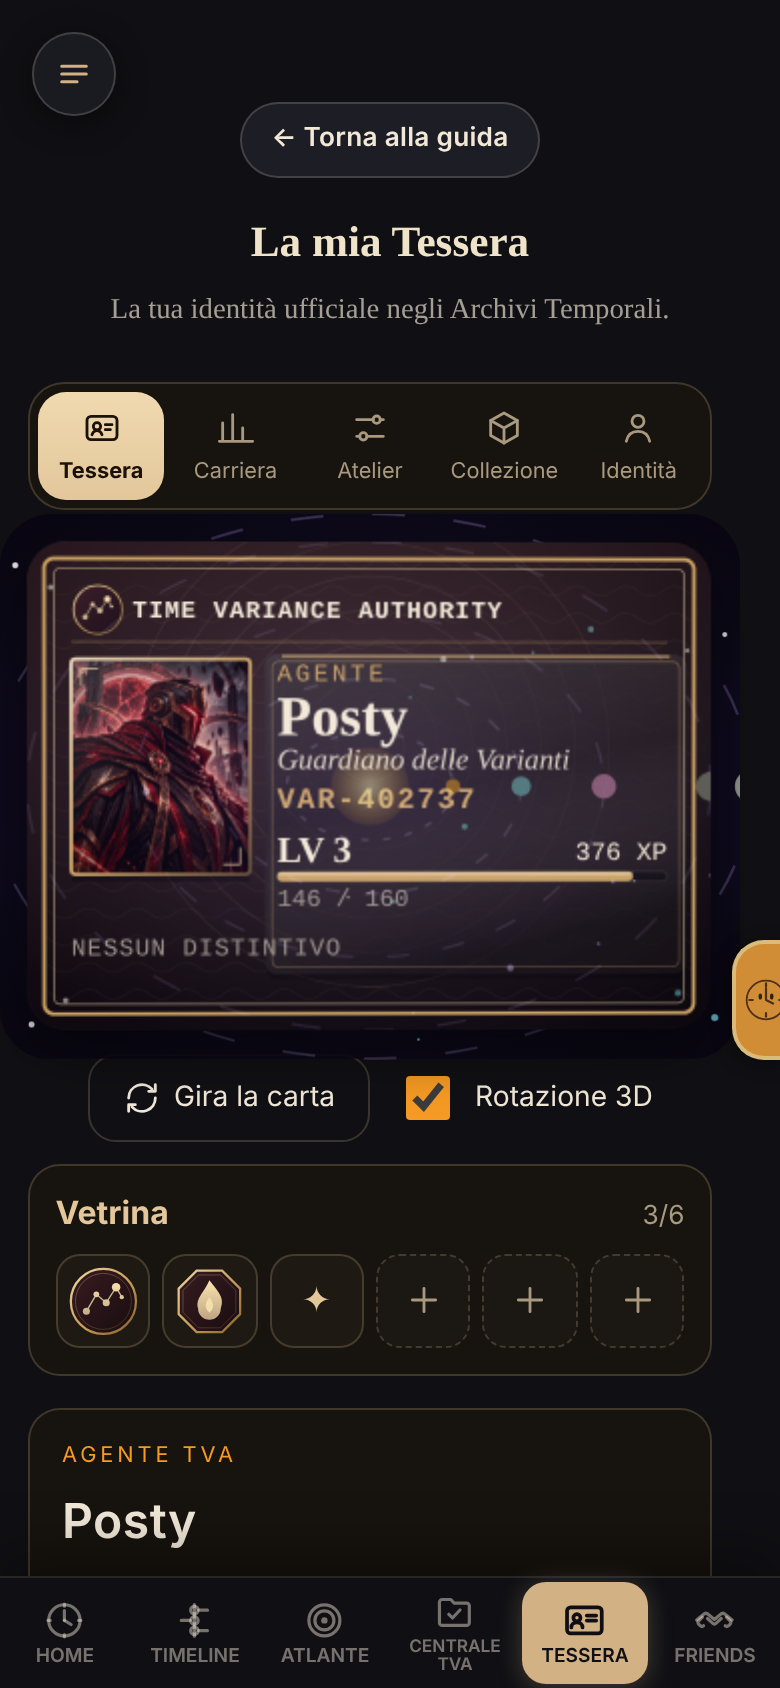 ← Torna alla guida
La mia Tessera
La tua identità ufficiale negli Archivi Temporali.
Tessera
Carriera
Atelier
Collezione
Identità
TIME VARIANCE AUTHORITY
AGENTE
Posty
Guardiano delle Varianti
VAR-402737
LV 3
376 XP
146 / 160
NESSUN DISTINTIVO
Gira la carta
Rotazione 3D
Vetrina
3/6
AGENTE TVA
Posty
HOME
TIMELINE
ATLANTE
CENTRALE
TVA
TESSERA
FRIENDS